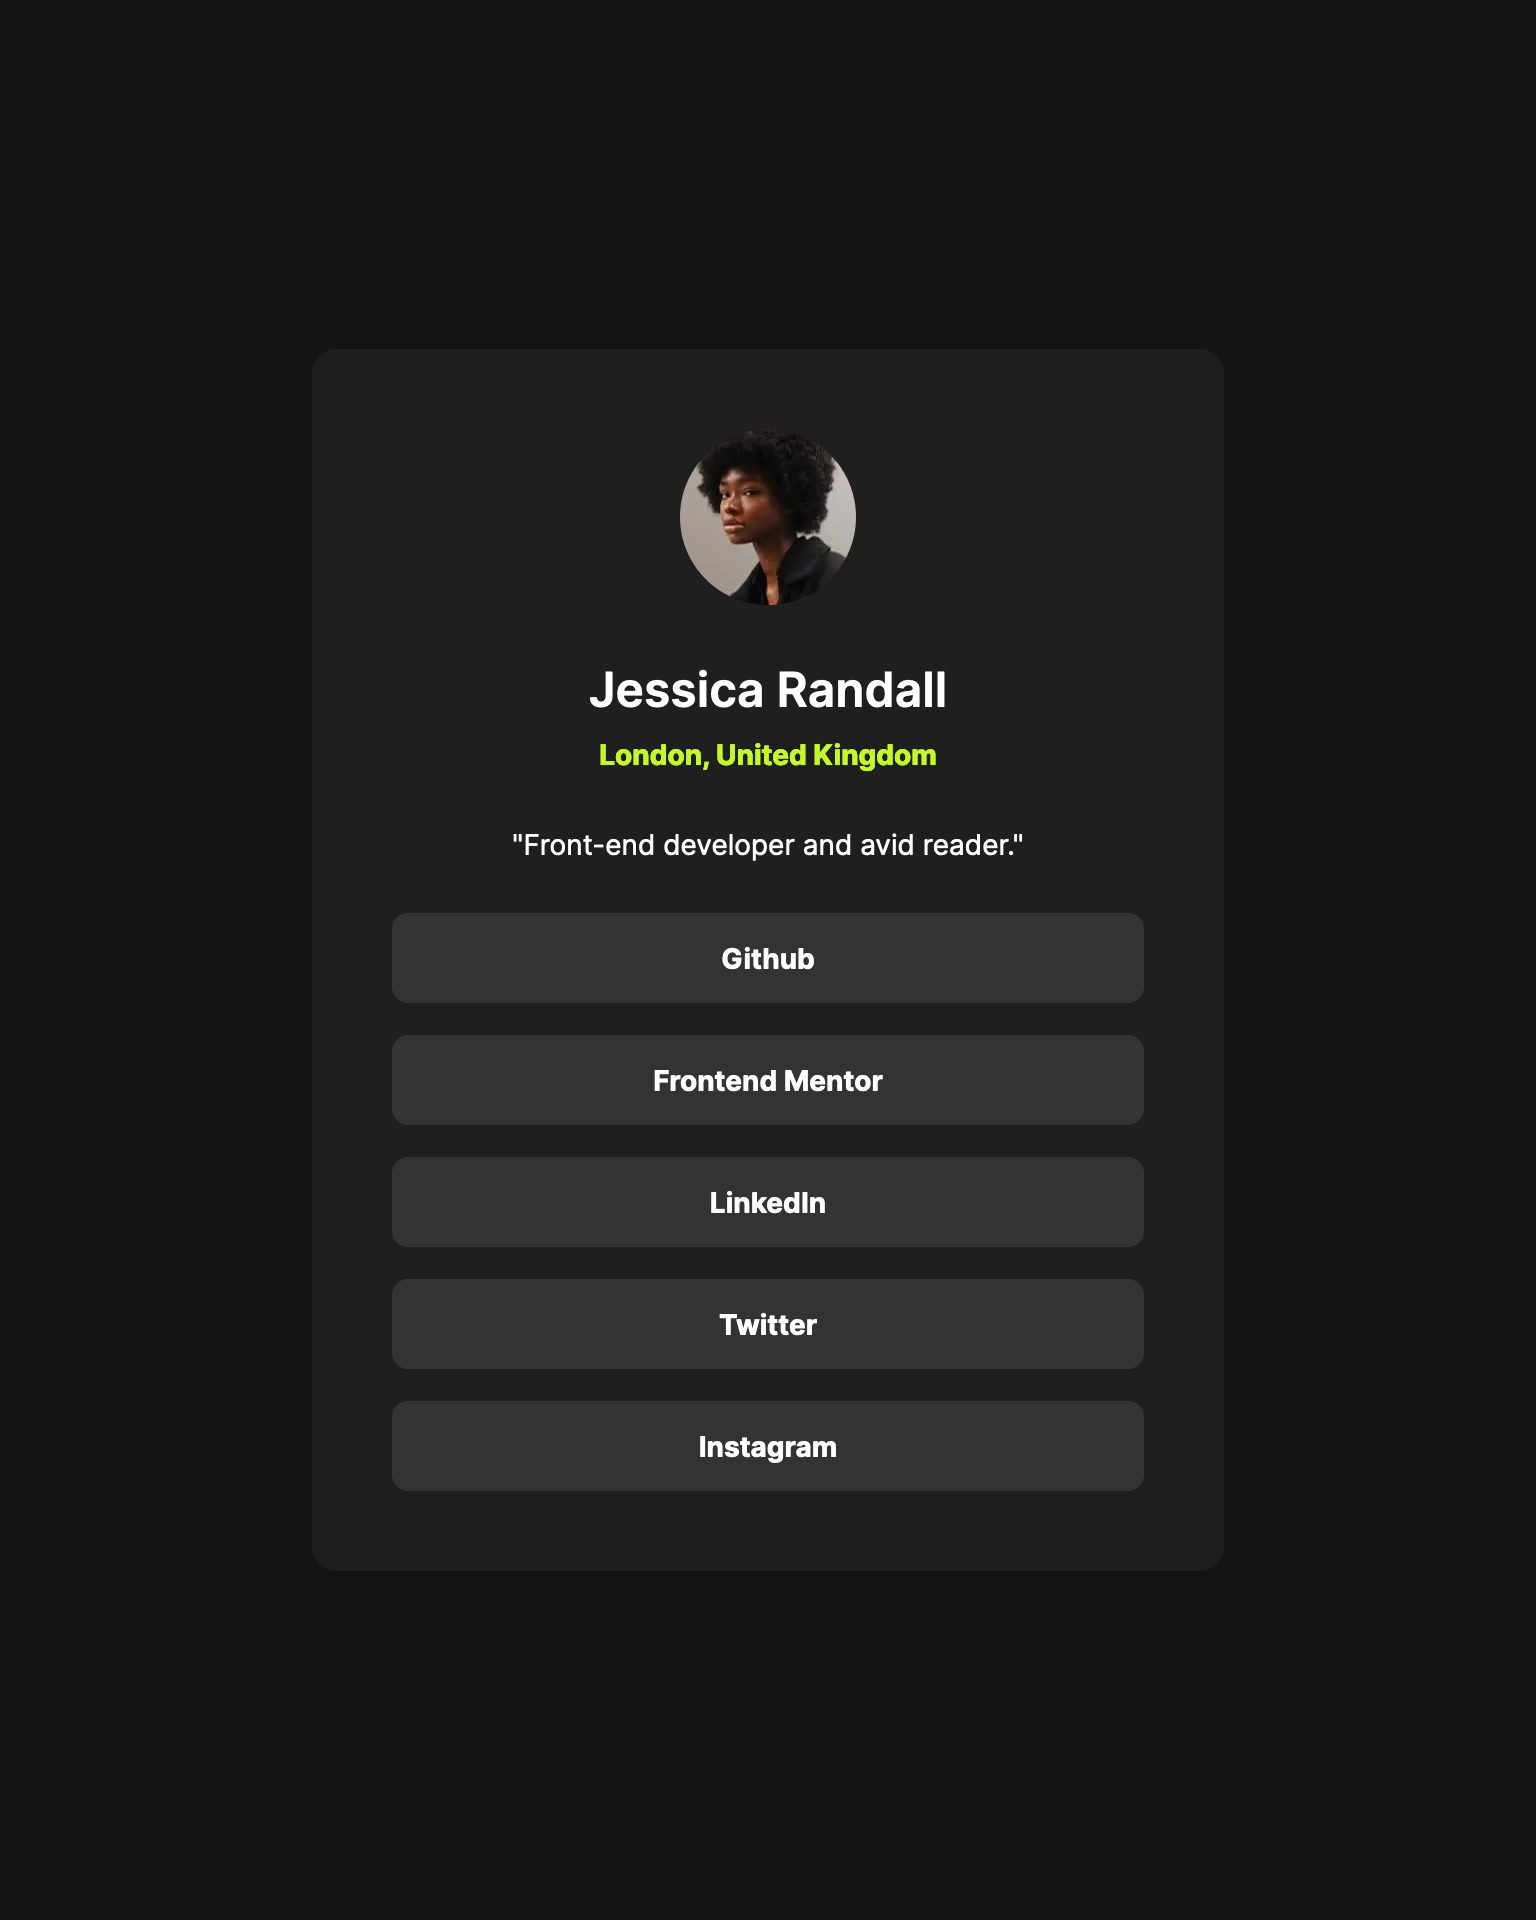 Jessica Randall
London, United Kingdom
"Front-end developer and avid reader."
Github
Frontend Mentor
LinkedIn
Twitter
Instagram